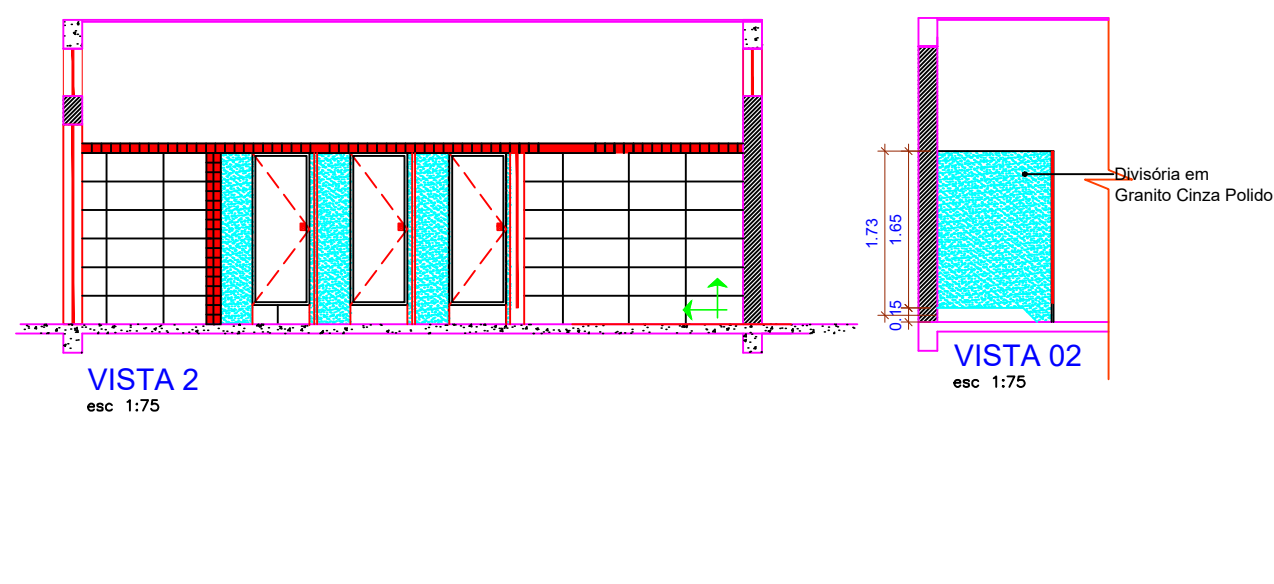 VISTA 2
esc 1:75
1.73
1.65
0.15
Divisória em
Granito Cinza Polido
VISTA 02
esc 1:75